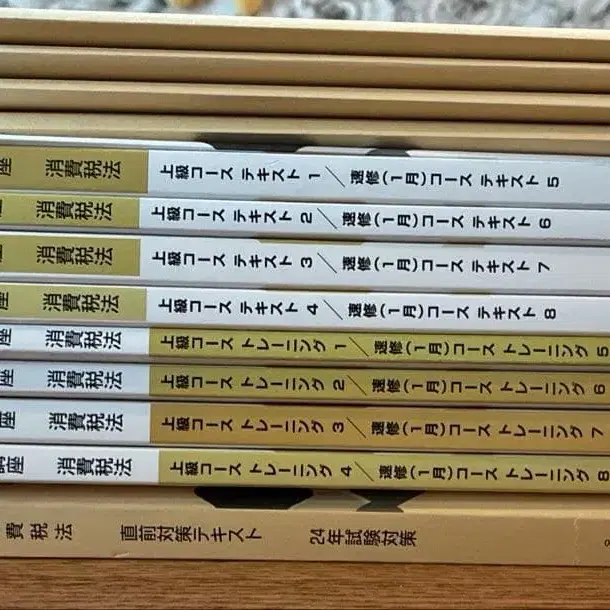 座 消費税法 上級コース テキスト 1／速修(1月)コース テキスト 5
消費税法 上級コース テキスト 2／速修(1月)コース テキスト 6
座 消費税法 上級コース テキスト 3／速修(1月)コース テキスト 7
座 消費税法 上級コース テキスト 4／速修(1月)コース テキスト 8
座 消費税法 上級コース トレーニング 1／速修(1月)コース トレーニング 5
座 消費税法 上級コース トレーニング 2／速修(1月)コース トレーニング 6
座 消費税法 上級コース トレーニング 3／速修(1月)コース トレーニング 7
講座 消費税法 上級コース トレーニング 4／速修(1月)コース トレーニング 8
費税法 直前対策テキスト 24年試験対策